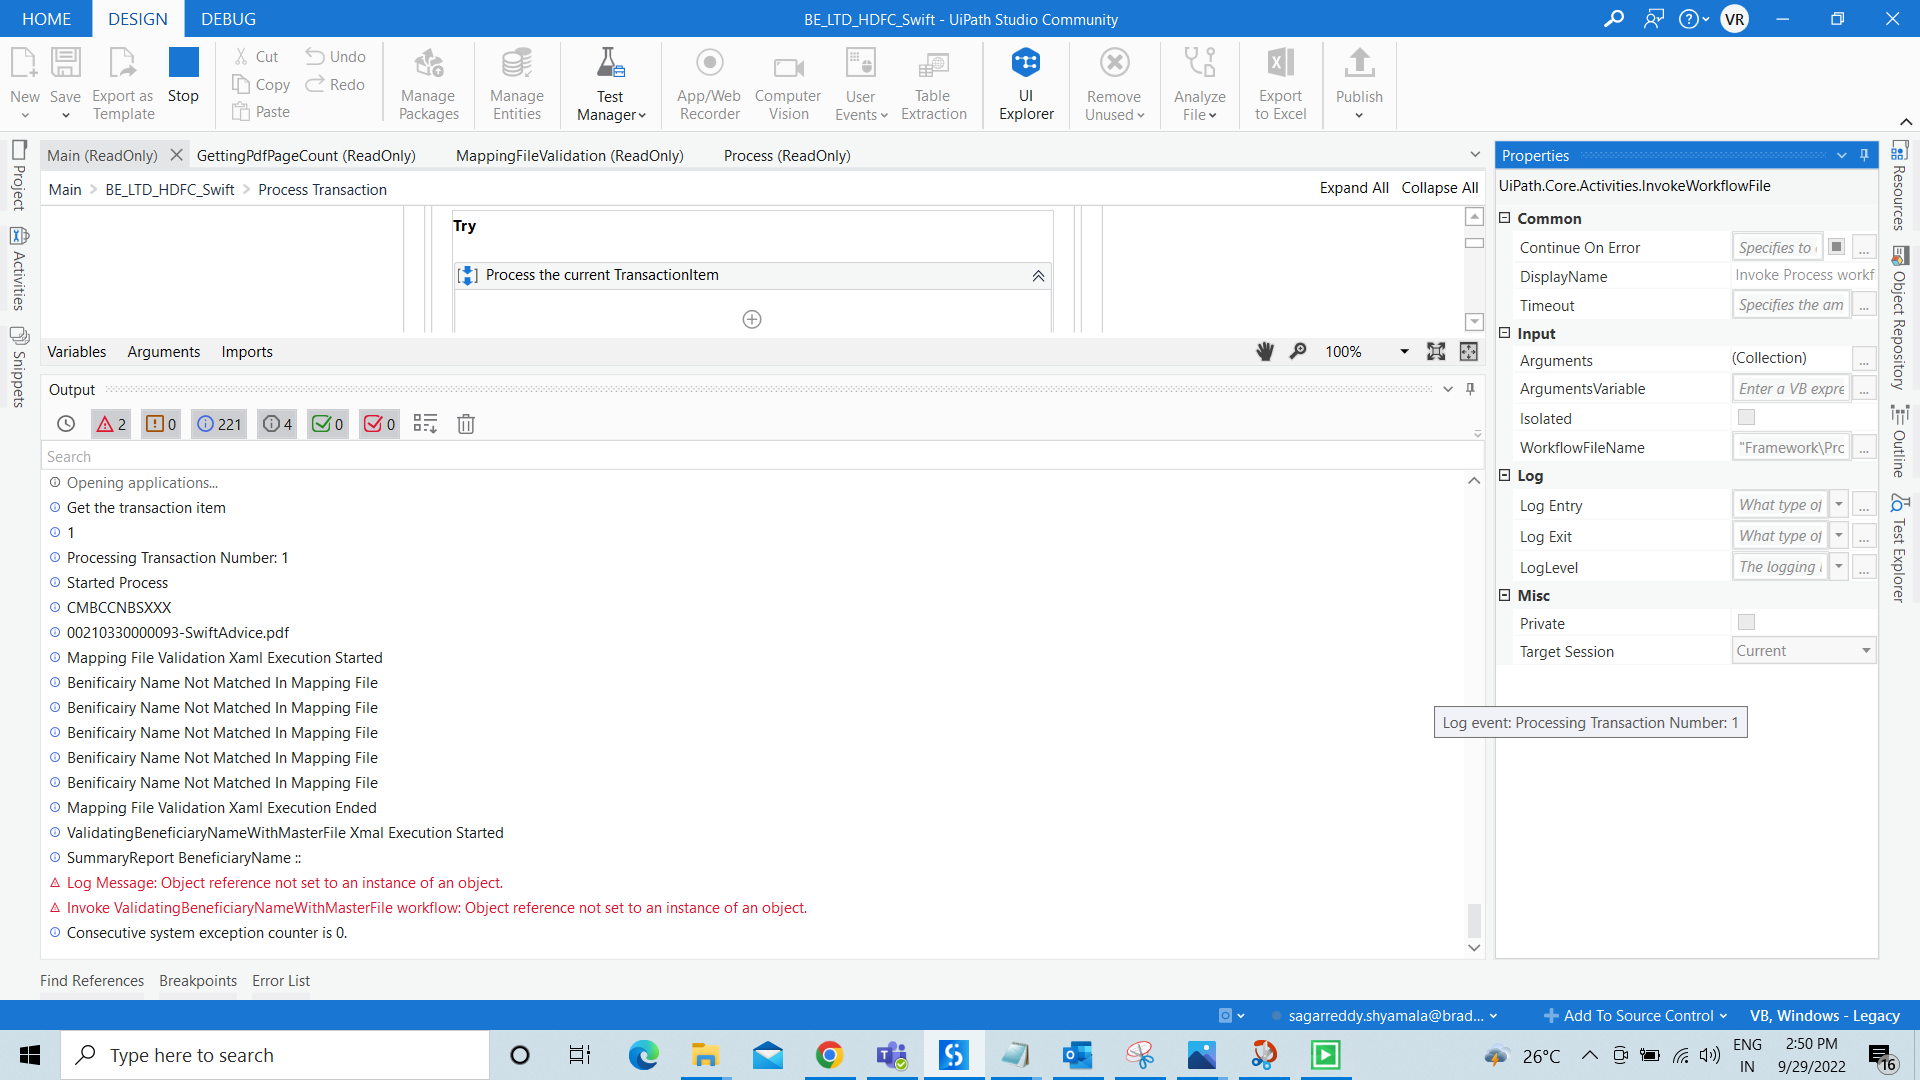 HOME DESIGN DEBUG BE_LTD_HDFC_Swift - UiPath Studio Community VR
New Save Export as Template Stop
Cut Copy Paste Undo Redo
Manage Packages
Manage Entities
Test Manager
App/Web Recorder
Computer Vision
User Events
Table Extraction
UI Explorer
Remove Unused
Analyze File
Export to Excel
Publish
Project
Activities
Snippets
Main (ReadOnly) GettingPdfPageCount (ReadOnly) MappingFileValidation (ReadOnly) Process (ReadOnly)
Main > BE_LTD_HDFC_Swift > Process Transaction Expand All Collapse All
Try
Process the current TransactionItem
Variables Arguments Imports 100%
Output
2 0 221 4 0 0
Search
Opening applications...
Get the transaction item
1
Processing Transaction Number: 1
Started Process
CMBCCNBSXXX
00210330000093-SwiftAdvice.pdf
Mapping File Validation Xaml Execution Started
Benificairy Name Not Matched In Mapping File
Benificairy Name Not Matched In Mapping File
Benificairy Name Not Matched In Mapping File
Benificairy Name Not Matched In Mapping File
Benificairy Name Not Matched In Mapping File
Mapping File Validation Xaml Execution Ended
ValidatingBeneficiaryNameWithMasterFile Xmal Execution Started
SummaryReport BeneficiaryName ::
Log Message: Object reference not set to an instance of an object.
Invoke ValidatingBeneficiaryNameWithMasterFile workflow: Object reference not set to an instance of an object.
Consecutive system exception counter is 0.
Find References Breakpoints Error List
Properties
UiPath.Core.Activities.InvokeWorkflowFile
Common
Continue On Error Specifies to ...
DisplayName Invoke Process workf
Timeout Specifies the am ...
Input
Arguments (Collection) ...
ArgumentsVariable Enter a VB expre ...
Isolated
WorkflowFileName "Framework\Pro ...
Log
Log Entry What type of ...
Log Exit What type of ...
LogLevel The logging l ...
Misc
Private
Target Session Current
Log event: Processing Transaction Number: 1
Resources
Object Repository
Outline
Test Explorer
sagarreddy.shyamala@brad... Add To Source Control VB, Windows - Legacy
Type here to search 26°C ENG IN 2:50 PM 9/29/2022 16